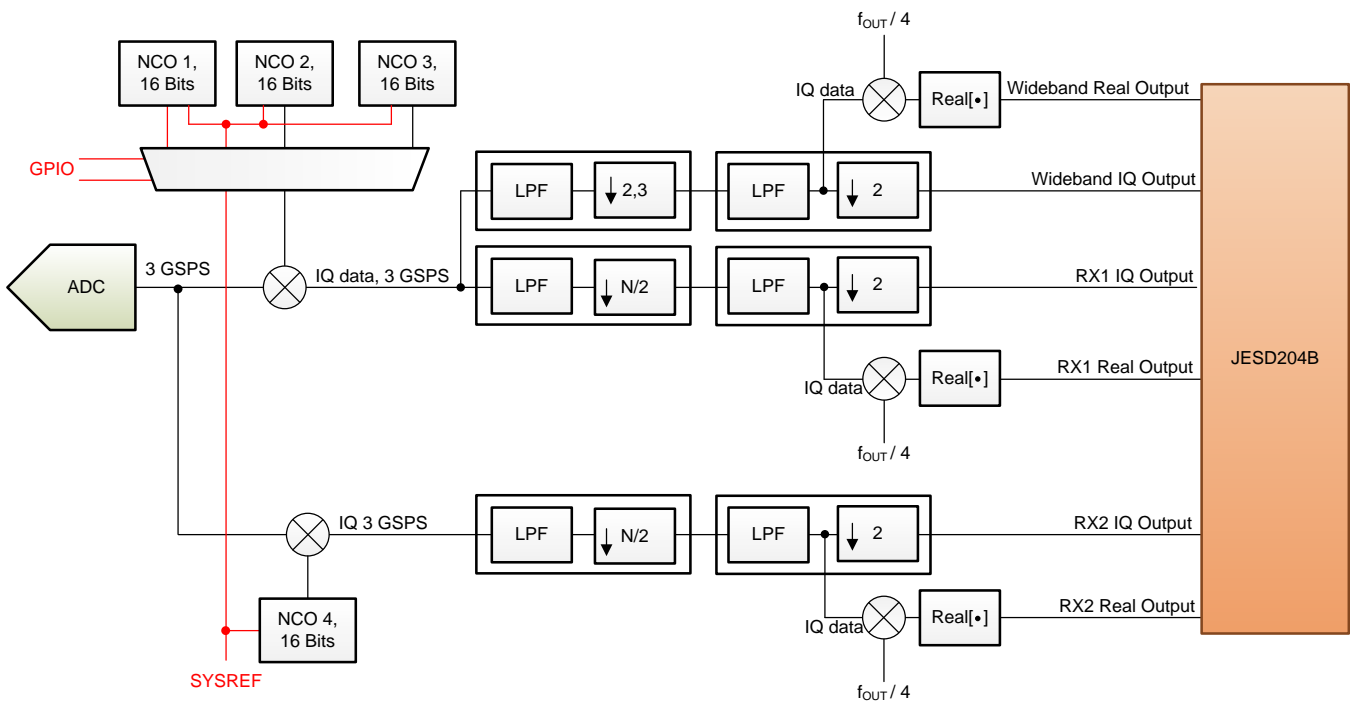 f_OUT / 4
NCO 1,
16 Bits
NCO 2,
16 Bits
NCO 3,
16 Bits
IQ data
Real[•]
Wideband Real Output
GPIO
LPF
↓ 2,3
LPF
↓ 2
Wideband IQ Output
ADC
3 GSPS
IQ data, 3 GSPS
LPF
↓ N/2
LPF
↓ 2
RX1 IQ Output
JESD204B
IQ data
Real[•]
RX1 Real Output
f_OUT / 4
IQ 3 GSPS
LPF
↓ N/2
LPF
↓ 2
RX2 IQ Output
NCO 4,
16 Bits
IQ data
Real[•]
RX2 Real Output
SYSREF
f_OUT / 4